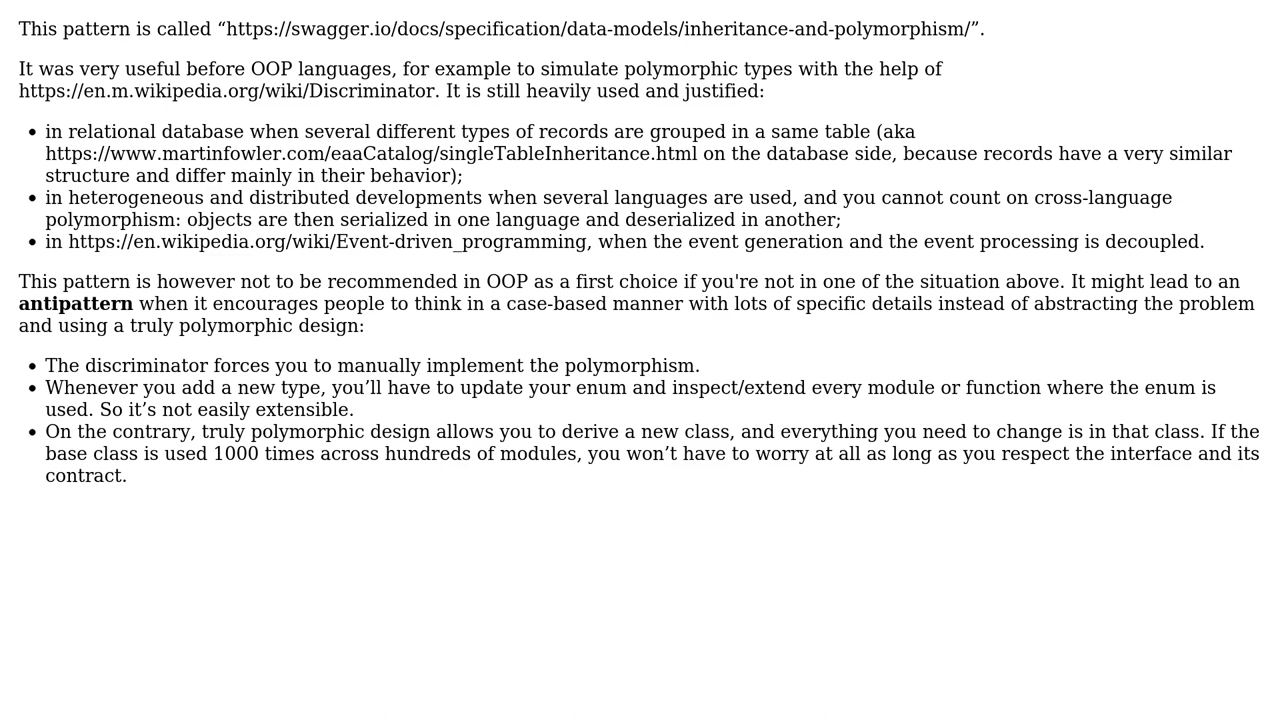 This pattern is called “https://swagger.io/docs/specification/data-models/inheritance-and-polymorphism/”.
It was very useful before OOP languages, for example to simulate polymorphic types with the help of
https://en.m.wikipedia.org/wiki/Discriminator. It is still heavily used and justified:
• in relational database when several different types of records are grouped in a same table (aka
https://www.martinfowler.com/eaaCatalog/singleTableInheritance.html on the database side, because records have a very similar
structure and differ mainly in their behavior);
• in heterogeneous and distributed developments when several languages are used, and you cannot count on cross-language
polymorphism: objects are then serialized in one language and deserialized in another;
• in https://en.wikipedia.org/wiki/Event-driven_programming, when the event generation and the event processing is decoupled.
This pattern is however not to be recommended in OOP as a first choice if you're not in one of the situation above. It might lead to an
antipattern when it encourages people to think in a case-based manner with lots of specific details instead of abstracting the problem
and using a truly polymorphic design:
• The discriminator forces you to manually implement the polymorphism.
• Whenever you add a new type, you’ll have to update your enum and inspect/extend every module or function where the enum is
used. So it’s not easily extensible.
• On the contrary, truly polymorphic design allows you to derive a new class, and everything you need to change is in that class. If the
base class is used 1000 times across hundreds of modules, you won’t have to worry at all as long as you respect the interface and its
contract.